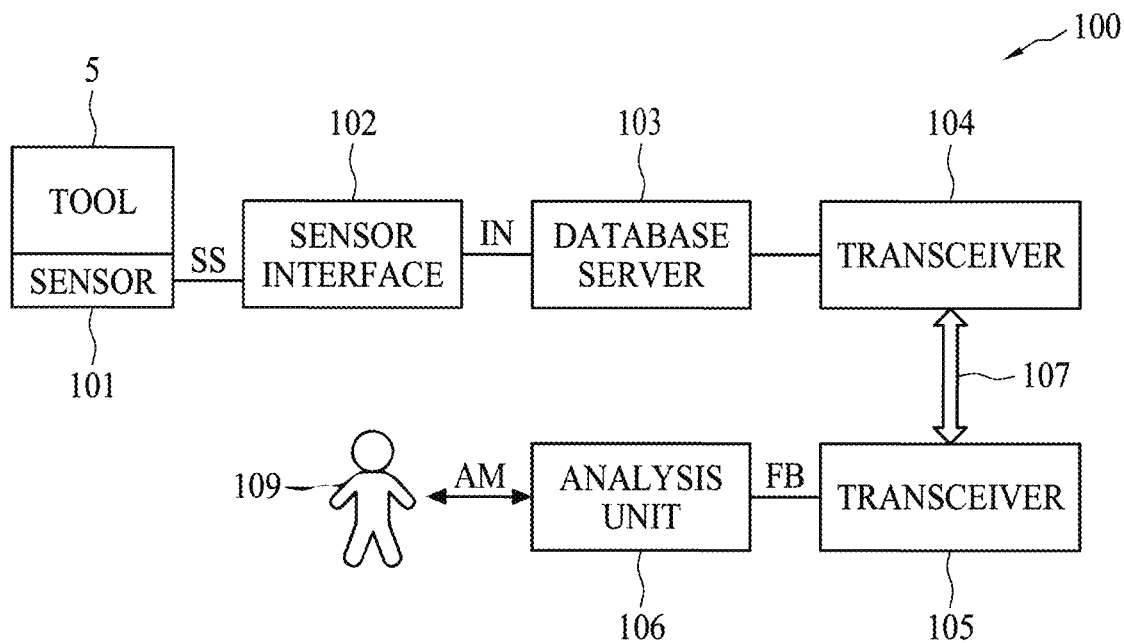 100
5
102
103
104
TOOL
SENSOR
SS
SENSOR
INTERFACE
IN
DATABASE
SERVER
TRANSCEIVER
101
107
109
AM
ANALYSIS
UNIT
FB
TRANSCEIVER
106
105